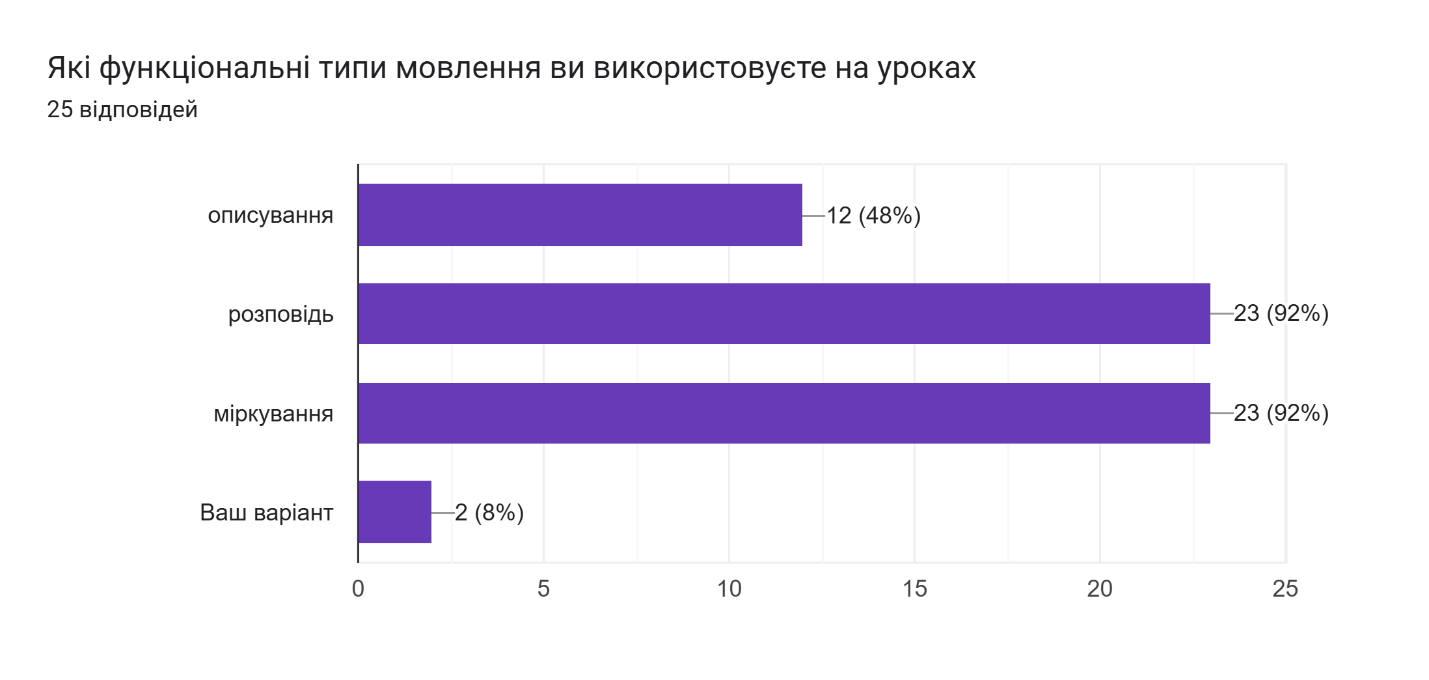 Які функціональні типи мовлення ви використовуєте на уроках
25 відповідей
описування
12 (48%)
розповідь
23 (92%)
міркування
23 (92%)
Ваш варіант
2 (8%)
0 5 10 15 20 25